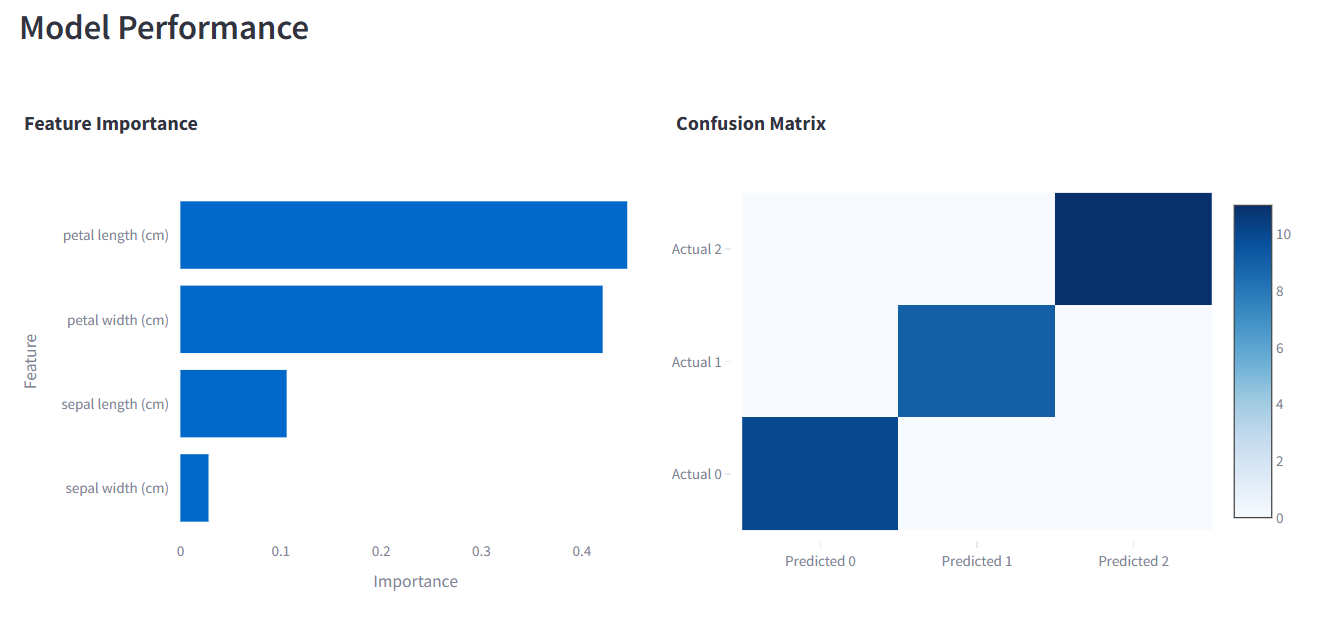 Model Performance
Feature Importance
petal length (cm)
petal width (cm)
sepal length (cm)
sepal width (cm)
Feature
0 0.1 0.2 0.3 0.4
Importance
Confusion Matrix
Actual 2
Actual 1
Actual 0
Predicted 0 Predicted 1 Predicted 2
10
8
6
4
2
0